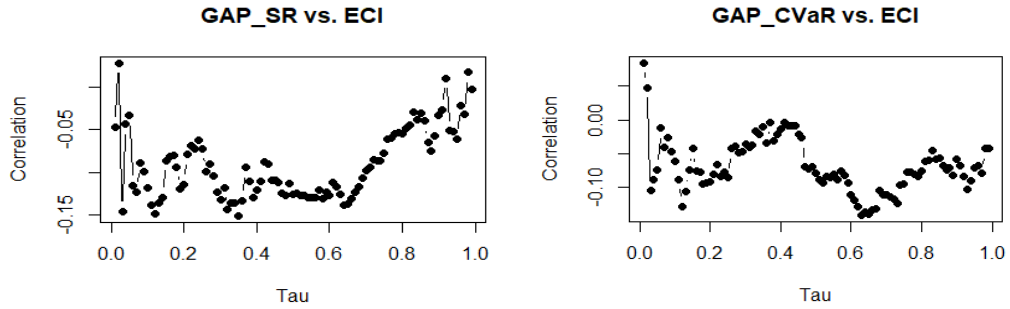 GAP_SR vs. ECI
Correlation
-0.05
-0.15
0.0 0.2 0.4 0.6 0.8 1.0
Tau
GAP_CVaR vs. ECI
Correlation
0.00
-0.10
0.0 0.2 0.4 0.6 0.8 1.0
Tau